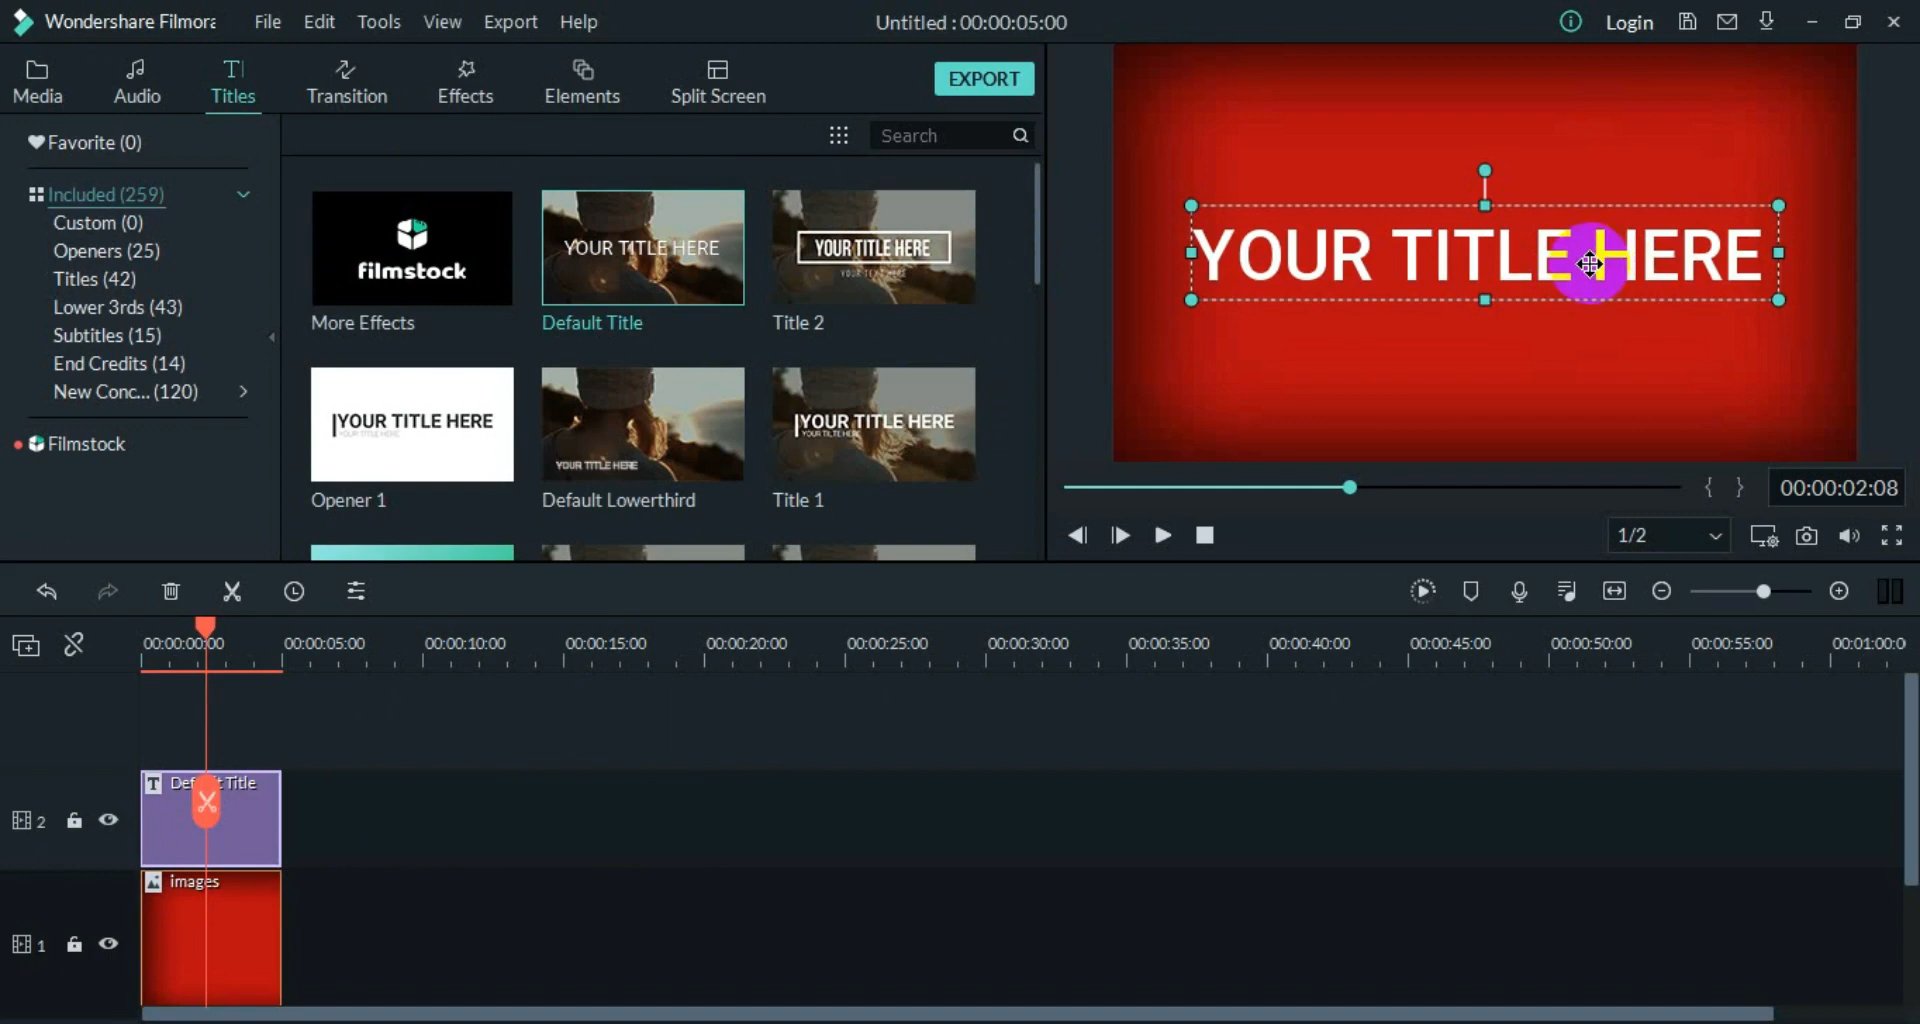 Wondershare Filmora
File Edit Tools View Export Help
Untitled : 00:00:05:00
Login
Media Audio Titles Transition Effects Elements Split Screen
EXPORT
Favorite (0)
Search
Included (259)
Custom (0)
Openers (25)
Titles (42)
Lower 3rds (43)
Subtitles (15)
End Credits (14)
New Conc... (120)
Filmstock
filmstock
More Effects
YOUR TITLE HERE
Default Title
YOUR TITLE HERE
YOUR TEXT HERE
Title 2
YOUR TITLE HERE
Opener 1
YOUR TITLE HERE
Default Lowerthird
YOUR TITLE HERE
YOUR TILTE HERE
Title 1
YOUR TITLE HERE
{ } 00:00:02:08
1/2
00:00:00:00 00:00:05:00 00:00:10:00 00:00:15:00 00:00:20:00 00:00:25:00 00:00:30:00 00:00:35:00 00:00:40:00 00:00:45:00 00:00:50:00 00:00:55:00 00:01:00:0
T Default Title
2
images
1